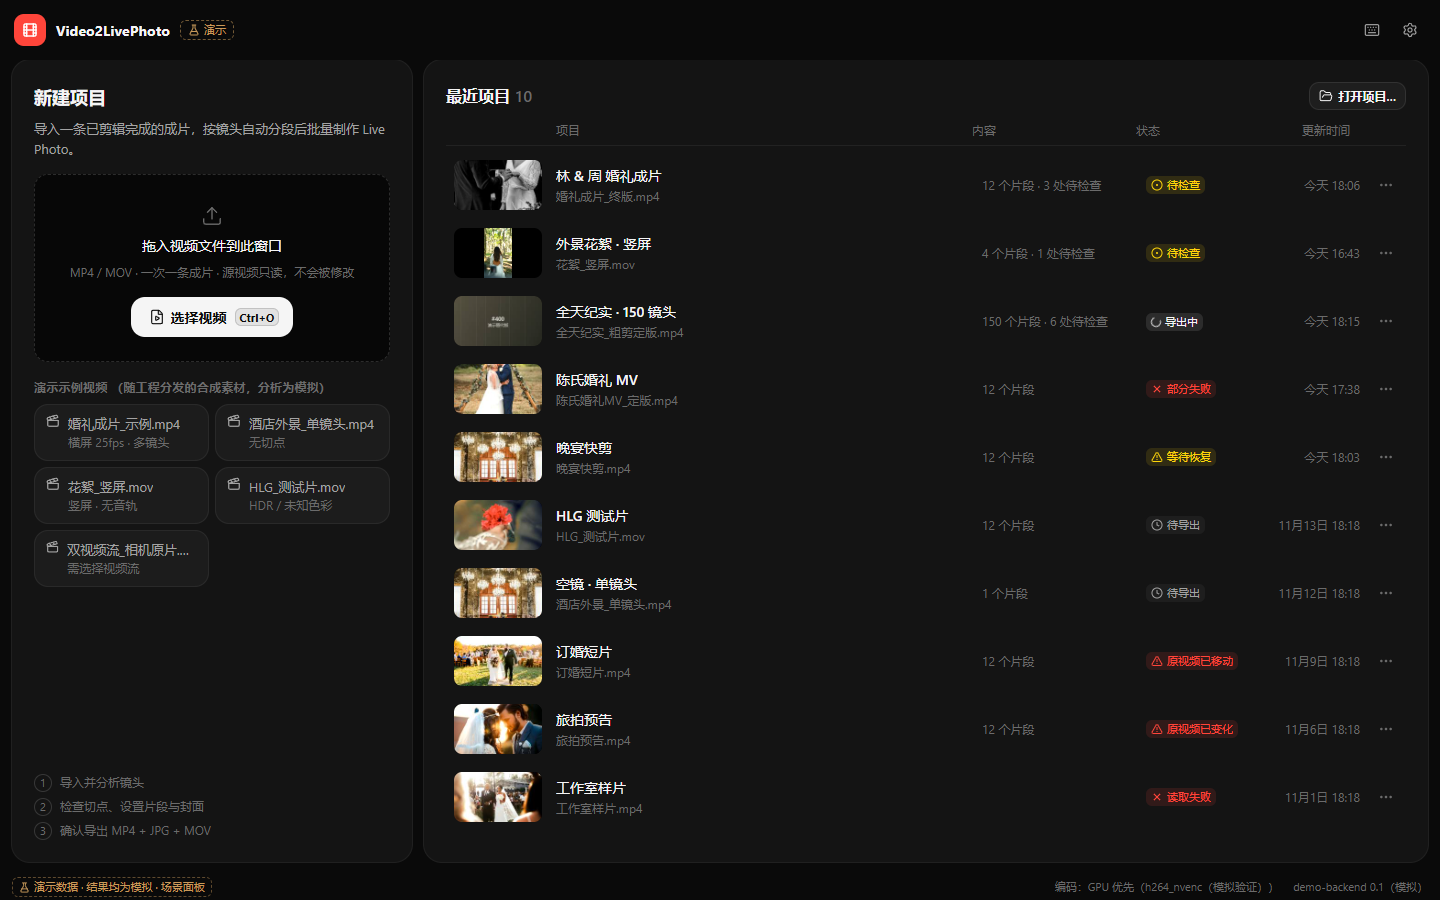 Video2LivePhoto 演示
新建项目
导入一条已剪辑完成的成片，按镜头自动分段后批量制作 Live
Photo。
拖入视频文件到此窗口
MP4 / MOV · 一次一条成片 · 源视频只读，不会被修改
选择视频 Ctrl+O
演示示例视频 （随工程分发的合成素材，分析为模拟）
婚礼成片_示例.mp4
横屏 25fps · 多镜头
酒店外景_单镜头.mp4
无切点
花絮_竖屏.mov
竖屏 · 无音轨
HLG_测试片.mov
HDR / 未知色彩
双视频流_相机原片....
需选择视频流
1 导入并分析镜头
2 检查切点、设置片段与封面
3 确认导出 MP4 + JPG + MOV
最近项目 10
打开项目...
项目 内容 状态 更新时间
林 & 周 婚礼成片
婚礼成片_终版.mp4
12 个片段 · 3 处待检查 待检查 今天 18:06
外景花絮 · 竖屏
花絮_竖屏.mov
4 个片段 · 1 处待检查 待检查 今天 16:43
全天纪实 · 150 镜头
全天纪实_粗剪定版.mp4
150 个片段 · 6 处待检查 导出中 今天 18:15
陈氏婚礼 MV
陈氏婚礼MV_定版.mp4
12 个片段 部分失败 今天 17:38
晚宴快剪
晚宴快剪.mp4
12 个片段 等待恢复 今天 18:03
HLG 测试片
HLG_测试片.mov
12 个片段 待导出 11月13日 18:18
空镜 · 单镜头
酒店外景_单镜头.mp4
1 个片段 待导出 11月12日 18:18
订婚短片
订婚短片.mp4
12 个片段 原视频已移动 11月9日 18:18
旅拍预告
旅拍预告.mp4
12 个片段 原视频已变化 11月6日 18:18
工作室样片
工作室样片.mp4
读取失败 11月1日 18:18
演示数据 · 结果均为模拟 · 场景面板
编码：GPU 优先（h264_nvenc（模拟验证）） demo-backend 0.1（模拟）